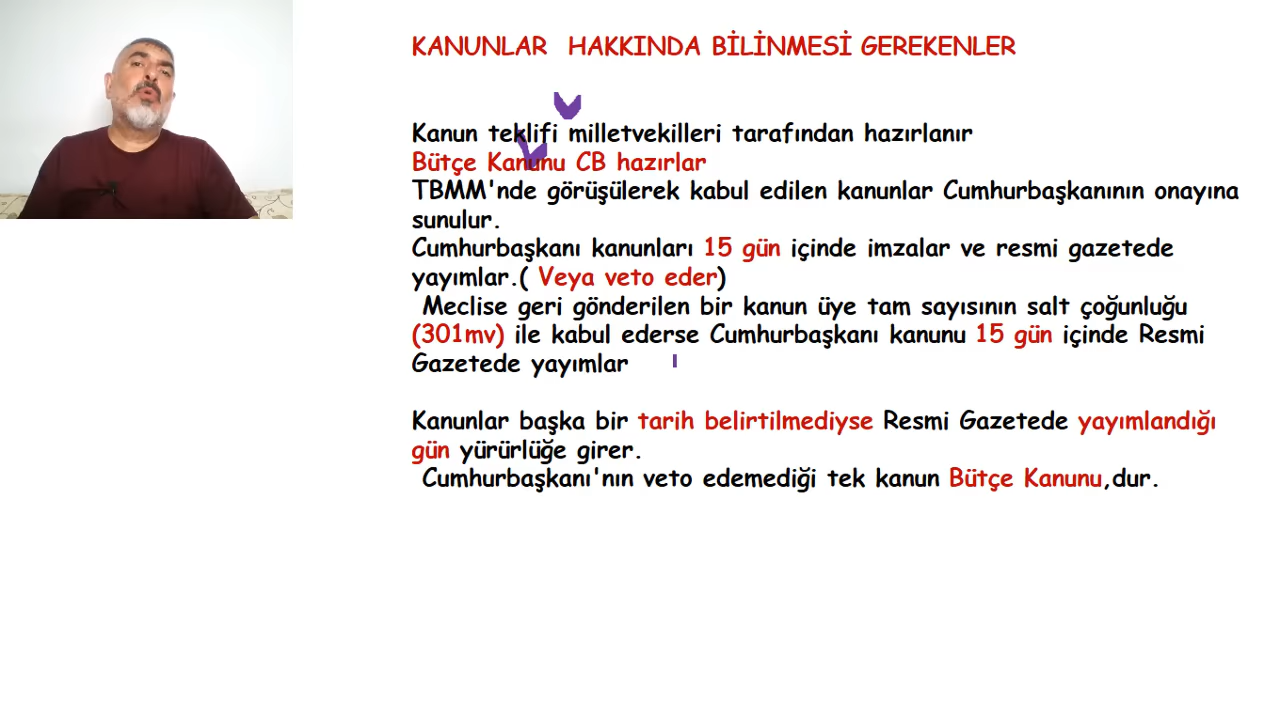 KANUNLAR HAKKINDA BİLİNMESİ GEREKENLER
Kanun teklifi milletvekilleri tarafından hazırlanır
Bütçe Kanunu CB hazırlar
TBMM'nde görüşülerek kabul edilen kanunlar Cumhurbaşkanının onayına
sunulur.
Cumhurbaşkanı kanunları 15 gün içinde imzalar ve resmi gazetede
yayımlar.( Veya veto eder)
Meclise geri gönderilen bir kanun üye tam sayısının salt çoğunluğu
(301mv) ile kabul ederse Cumhurbaşkanı kanunu 15 gün içinde Resmi
Gazetede yayımlar
Kanunlar başka bir tarih belirtilmediyse Resmi Gazetede yayımlandığı
gün yürürlüğe girer.
Cumhurbaşkanı'nın veto edemediği tek kanun Bütçe Kanunu,dur.